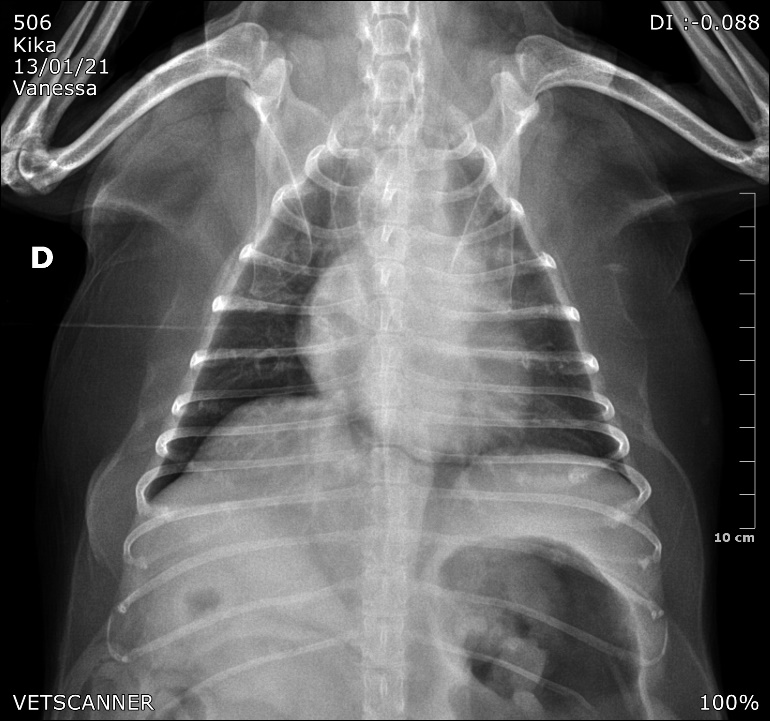 506
Kika
13/01/21
Vanessa
DI :-0.088
D
10 cm
VETSCANNER
100%